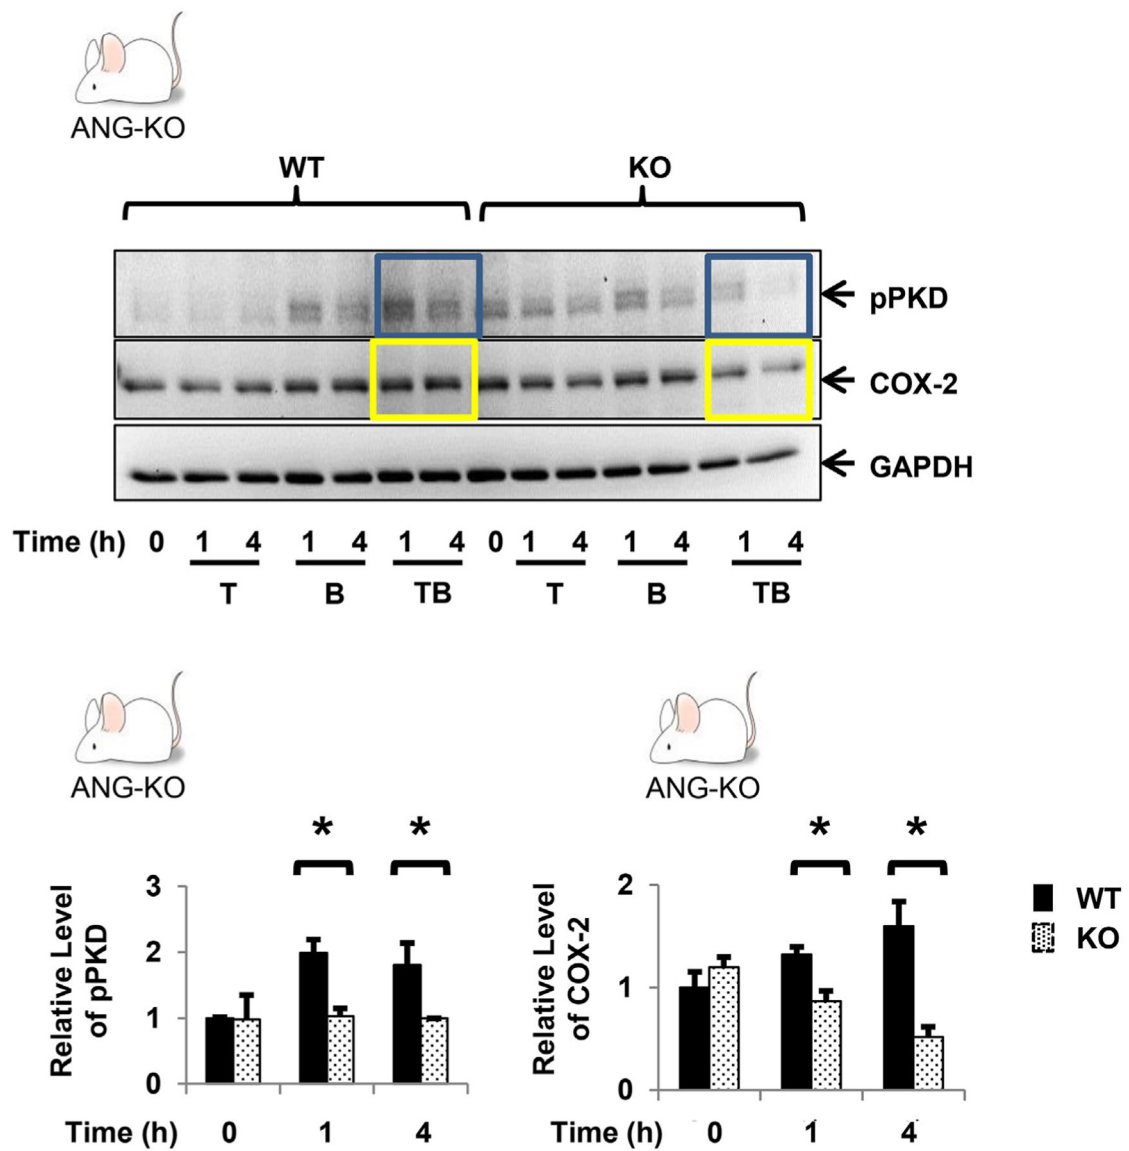 ANG-KO
WT KO
pPKD
COX-2
GAPDH
Time (h) 0 1 4 1 4 1 4 0 1 4 1 4 1 4
T B TB T B TB
ANG-KO ANG-KO
* * * *
Relative Level
of pPKD
3
2
1
0
Time (h) 0 1 4
Relative Level
of COX-2
2
1
0
Time (h) 0 1 4
WT
KO